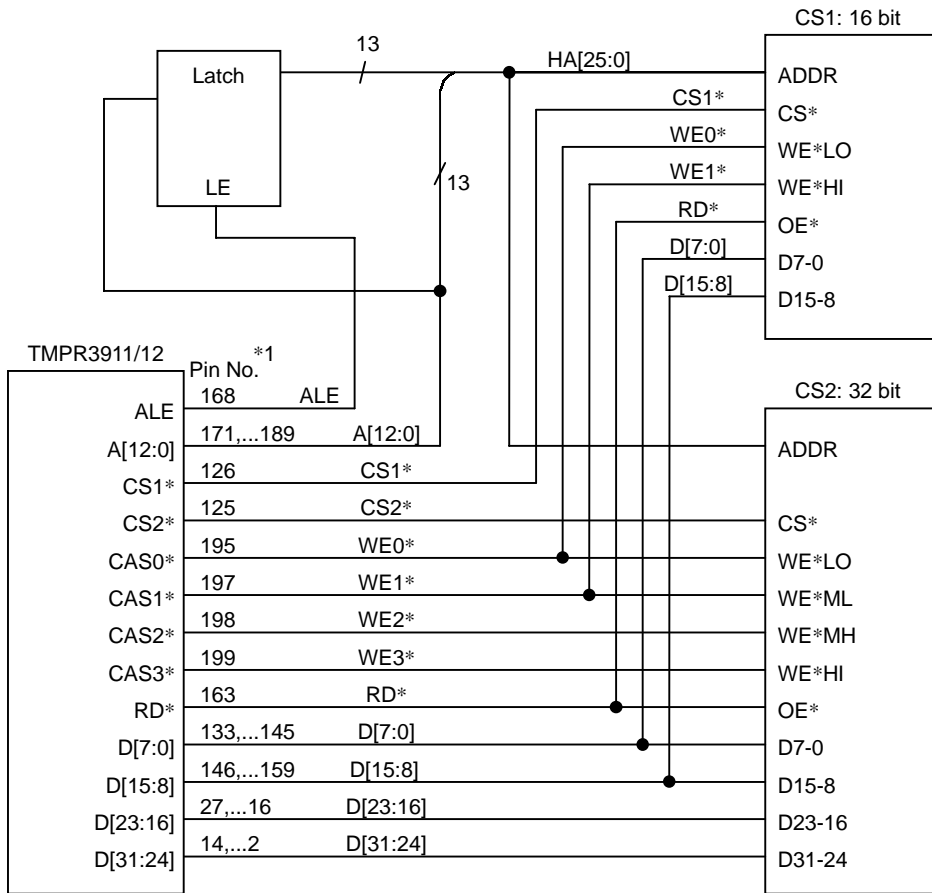 CS1: 16 bit
Latch
LE
13
13
HA[25:0]
CS1*
WE0*
WE1*
RD*
D[7:0]
D[15:8]
ADDR
CS*
WE*LO
WE*HI
OE*
D7-0
D15-8
TMPR3911/12
Pin No.*1
ALE 168 ALE
A[12:0] 171,...189 A[12:0]
CS1* 126 CS1*
CS2* 125 CS2*
CAS0* 195 WE0*
CAS1* 197 WE1*
CAS2* 198 WE2*
CAS3* 199 WE3*
RD* 163 RD*
D[7:0] 133,...145 D[7:0]
D[15:8] 146,...159 D[15:8]
D[23:16] 27,...16 D[23:16]
D[31:24] 14,...2 D[31:24]
CS2: 32 bit
ADDR
CS*
WE*LO
WE*ML
WE*MH
WE*HI
OE*
D7-0
D15-8
D23-16
D31-24